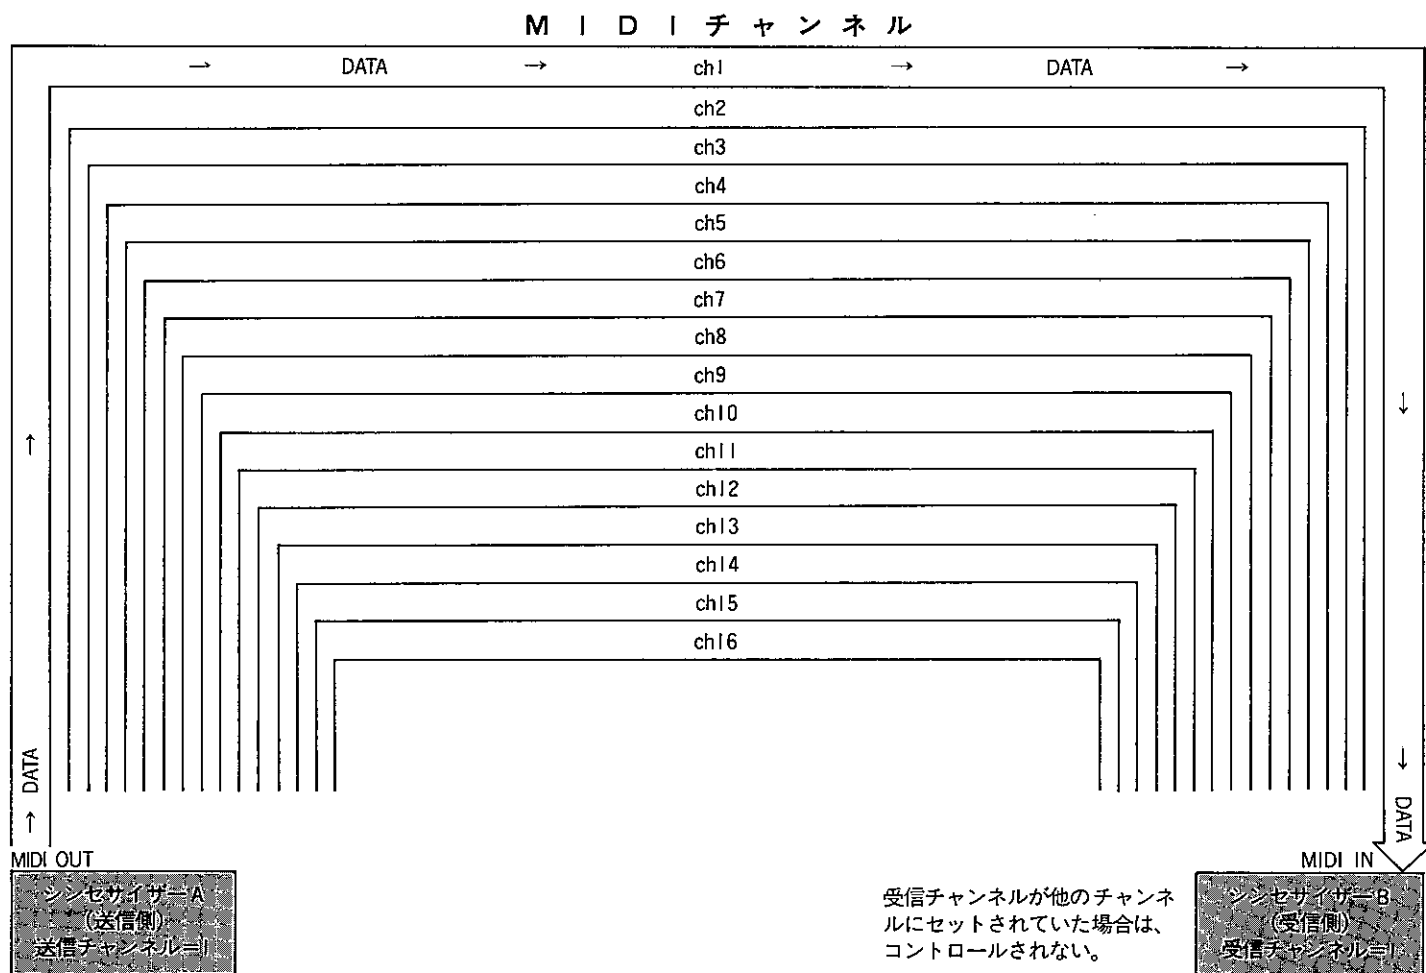 MIDIチャンネル
→ DATA → ch1 → DATA →
ch2
ch3
ch4
ch5
ch6
ch7
ch8
ch9
ch10
ch11
ch12
ch13
ch14
ch15
ch16
↑
↑ DATA
↓
↓
DATA
MIDI OUT
シンセサイザーA
(送信側)
送信チャンネル=1
受信チャンネルが他のチャンネ
ルにセットされていた場合は、
コントロールされない。
MIDI IN
シンセサイザーB
(受信側)
受信チャンネル=1